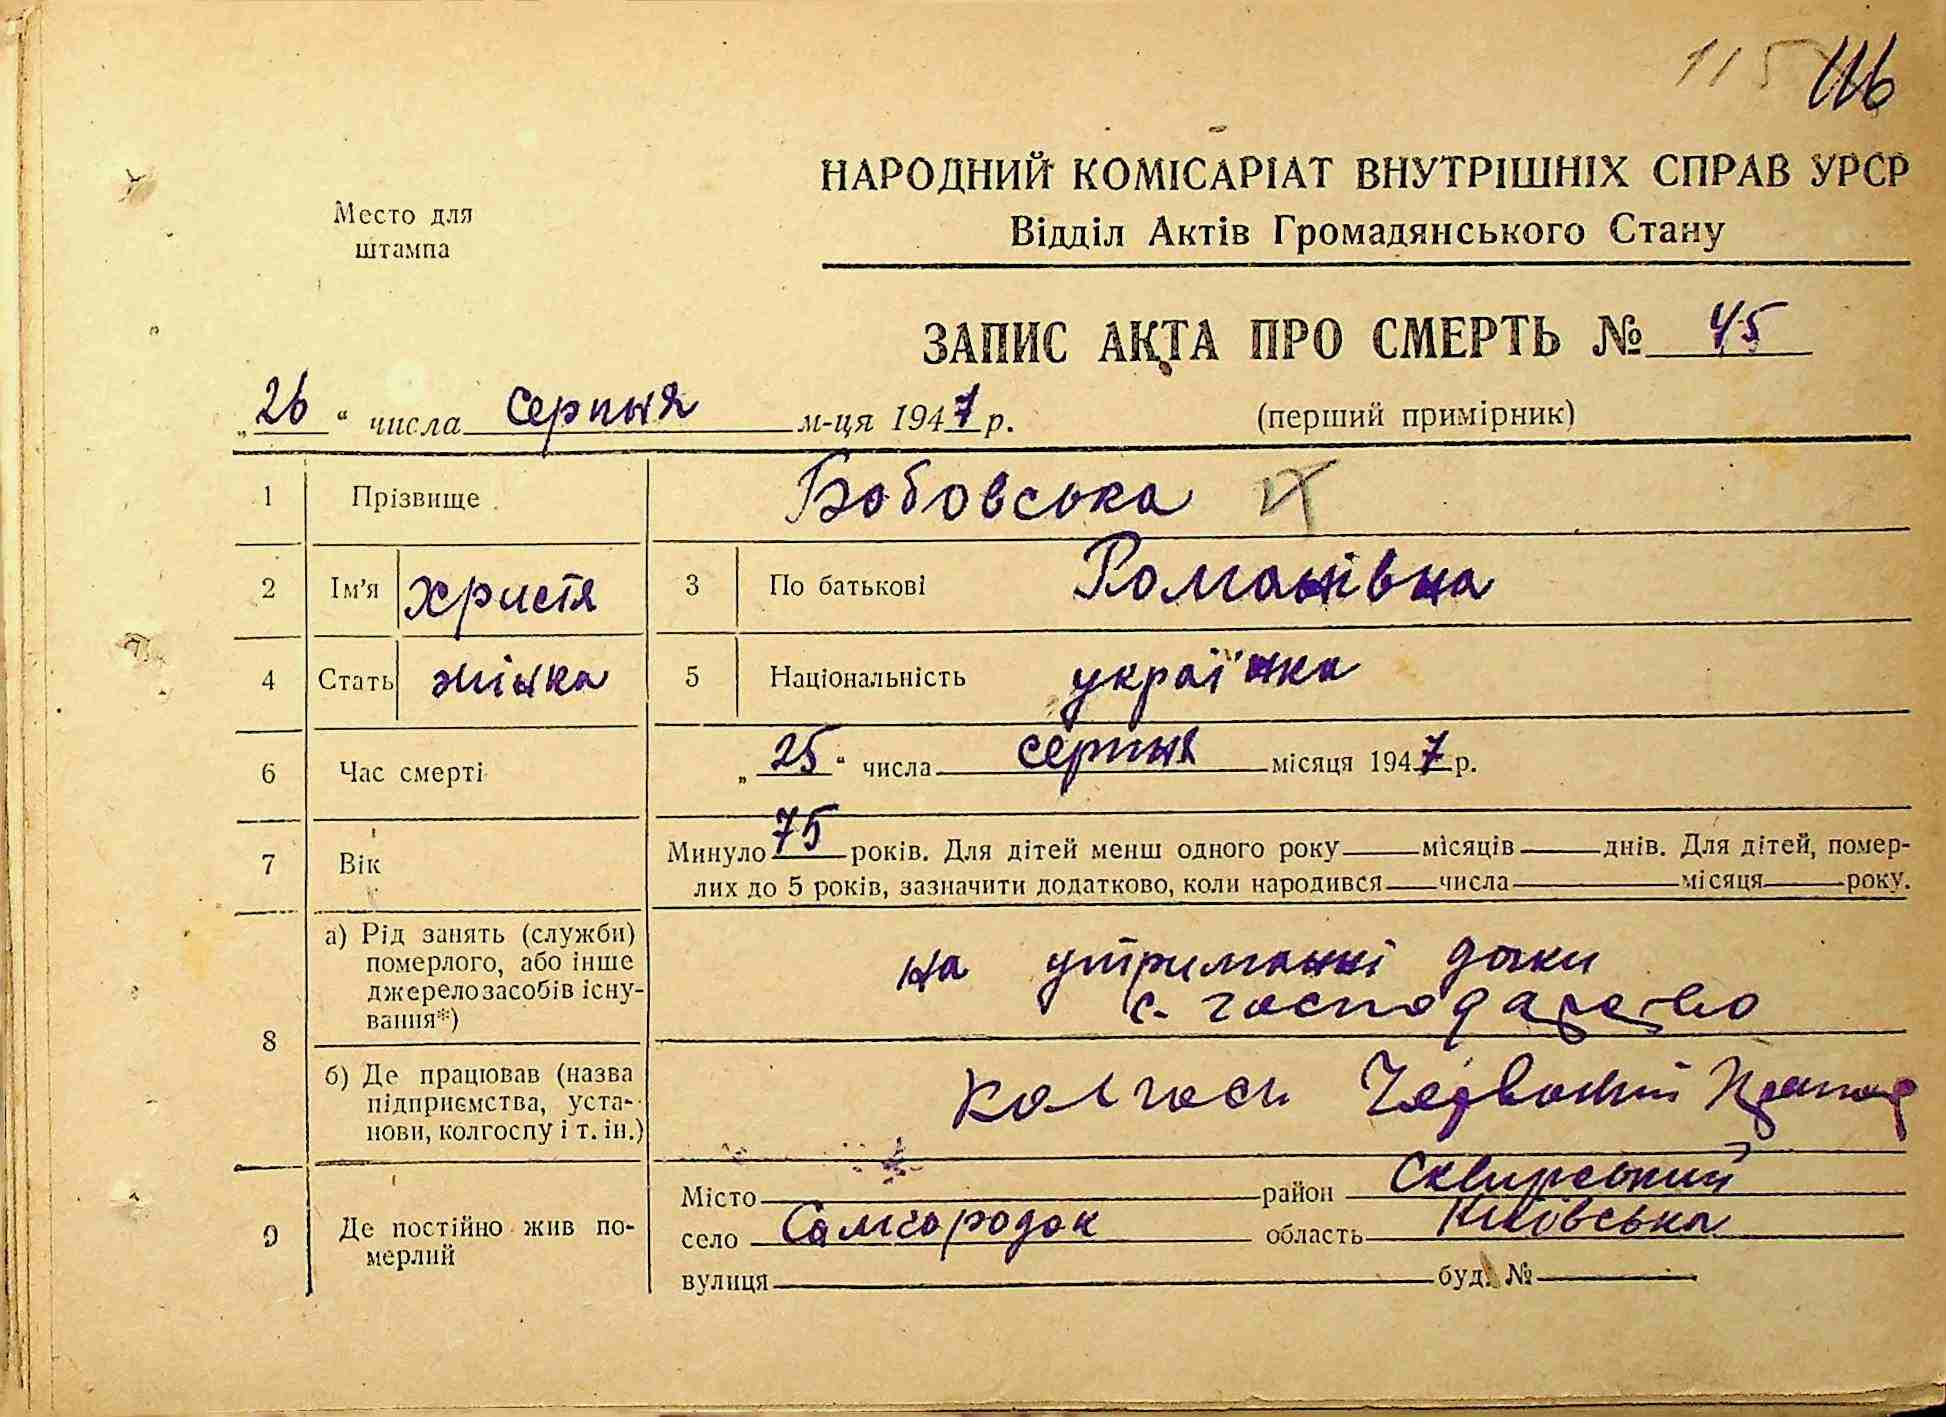 115 116
Место для
штампа
НАРОДНИЙ КОМІСАРІАТ ВНУТРІШНІХ СПРАВ УРСР
Відділ Актів Громадянського Стану
ЗАПИС АКТА ПРО СМЕРТЬ № 45
„26“ числа серпня м-ця 1947 р.
(перший примірник)
1 Прізвище Бобовська
2 Ім'я Христя 3 По батькові Романівна
4 Стать жінка 5 Національність україїнка
6 Час смерті „25“ числа серпня місяця 1947 р.
7 Вік Минуло 75 років. Для дітей менш одного року місяців днів. Для дітей, помер-
лих до 5 років, зазначити додатково, коли народився числа місяця року.
8 а) Рід занять (служби)
померлого, або інше
джерело засобів існу-
вання*)
на утриманні дочки
с. господарство
б) Де працював (назва
підприємства, уста-
нови, колгоспу і т. ін.)
колгосп Червоний Прапор
9 Де постійно жив по-
мерлий
Місто район Сквирський
село Самгородок область Київська
вулиця буд. №